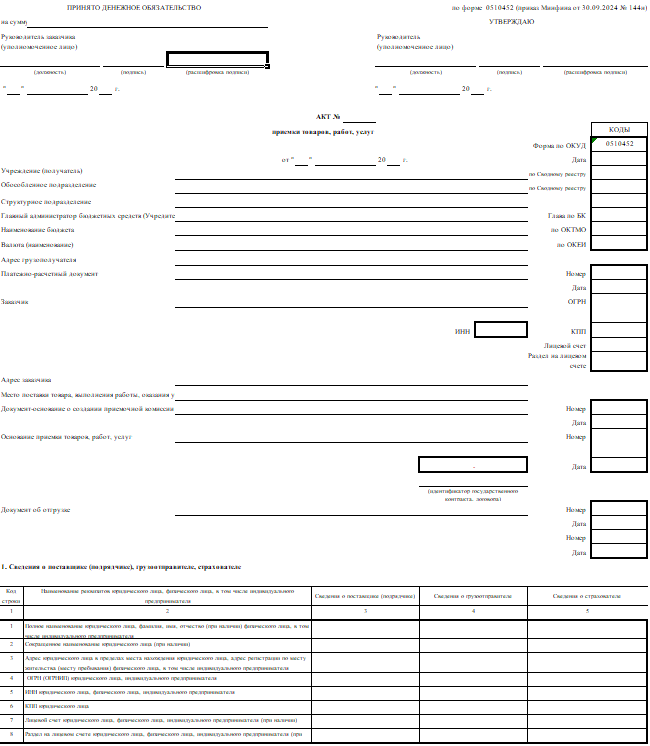 ПРИНЯТО ДЕНЕЖНОЕ ОБЯЗАТЕЛЬСТВО
по форме 0510452 (приказ Минфина от 30.09.2024 № 144н)
на сумму
УТВЕРЖДАЮ
Руководитель заказчика
(уполномоченное лицо)
Руководитель
(уполномоченное лицо)
(должность) (подпись) (расшифровка подписи)
(должность) (подпись) (расшифровка подписи)
" " 20 г.
" " 20 г.
АКТ №
приемки товаров, работ, услуг
КОДЫ
Форма по ОКУД 0510452
от " " 20 г.
Дата
Учреждение (получатель)
по Сводному реестру
Обособленное подразделение
по Сводному реестру
Структурное подразделение
Главный администратор бюджетных средств (Учредите
Глава по БК
Наименование бюджета
по ОКТМО
Валюта (наименование)
по ОКЕИ
Адрес грузополучателя
Платежно-расчетный документ
Номер
Дата
Заказчик
ОГРН
ИНН
КПП
Лицевой счет
Раздел на лицевом
счете
Адрес заказчика
Место поставки товара, выполнения работы, оказания у
Документ-основание о создании приемочной комиссии
Номер
Дата
Основание приемки товаров, работ, услуг
Номер
-
Дата
(идентификатор государственного
контракта, договора)
Документ об отгрузке
Номер
Дата
Номер
Дата
1. Сведения о поставщике (подрядчике), грузоотправителе, страхователе
Код
строки
Наименование реквизитов юридического лица, физического лица, в том числе индивидуального
предпринимателя
Сведения о поставщике (подрядчике)
Сведения о грузоотправителе
Сведения о страхователе
1 2 3 4 5
1 Полное наименование юридического лица, фамилия, имя, отчество (при наличии) физического лица, в том
числе индивидуального предпринимателя
2 Сокращенное наименование юридического лица (при наличии)
3 Адрес юридического лица в пределах места нахождения юридического лица, адрес регистрации по месту
жительства (месту пребывания) физического лица, в том числе индивидуального предпринимателя
4 ОГРН (ОГРНИП) юридического лица, индивидуального предпринимателя
5 ИНН юридического лица, физического лица, индивидуального предпринимателя
6 КПП юридического лица
7 Лицевой счет юридического лица, физического лица, индивидуального предпринимателя (при наличии)
8 Раздел на лицевом счете юридического лица, физического лица, индивидуального предпринимателя (при